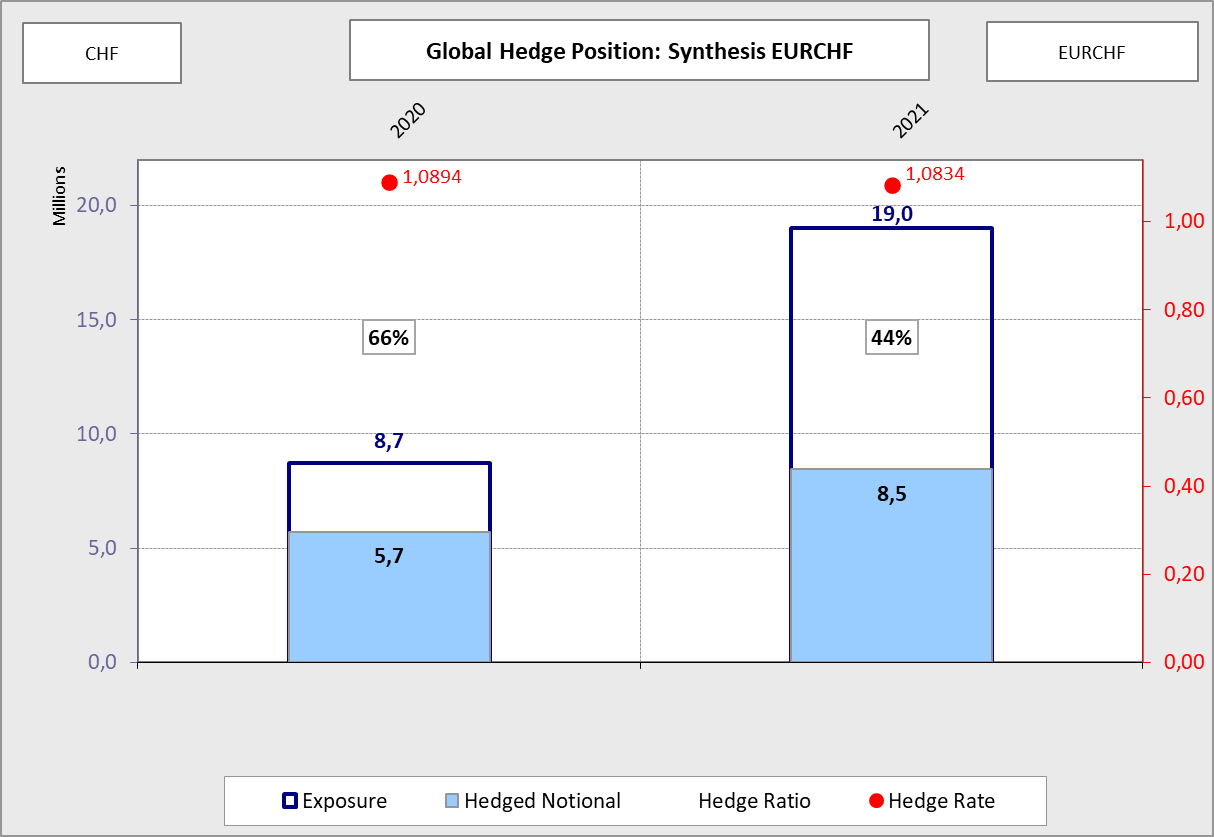 CHF
Global Hedge Position: Synthesis EURCHF
EURCHF
2020
2021
Millions
1,0894
1,0834
20,0
19,0
1,00
15,0
66%
44%
0,80
0,60
10,0
8,7
8,5
0,40
5,0
5,7
0,20
0,0
0,00
Exposure
Hedged Notional
Hedge Ratio
Hedge Rate